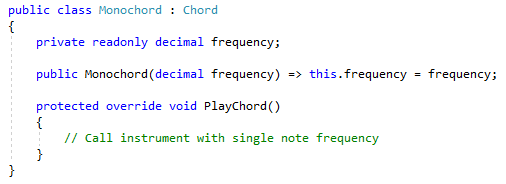 public class Monochord : Chord
{
    private readonly decimal frequency;

    public Monochord(decimal frequency) => this.frequency = frequency;

    protected override void PlayChord()
    {
        // Call instrument with single note frequency
    }
}